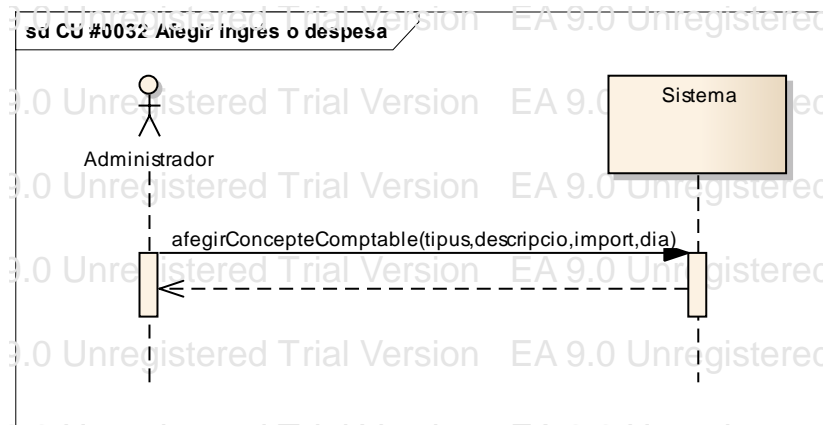 EA 9.0 Unregistered Trial Version EA 9.0 Unregistered
sd CU #0032 Afegir ingrés o despesa
9.0 Unregistered Trial Version EA 9.0 Unregistered
Sistema
Administrador
9.0 Unregistered Trial Version EA 9.0 Unregistered
afegirConcepteComptable(tipus,descripcio,import,dia)
9.0 Unregistered Trial Version EA 9.0 Unregistered
9.0 Unregistered Trial Version EA 9.0 Unregistered